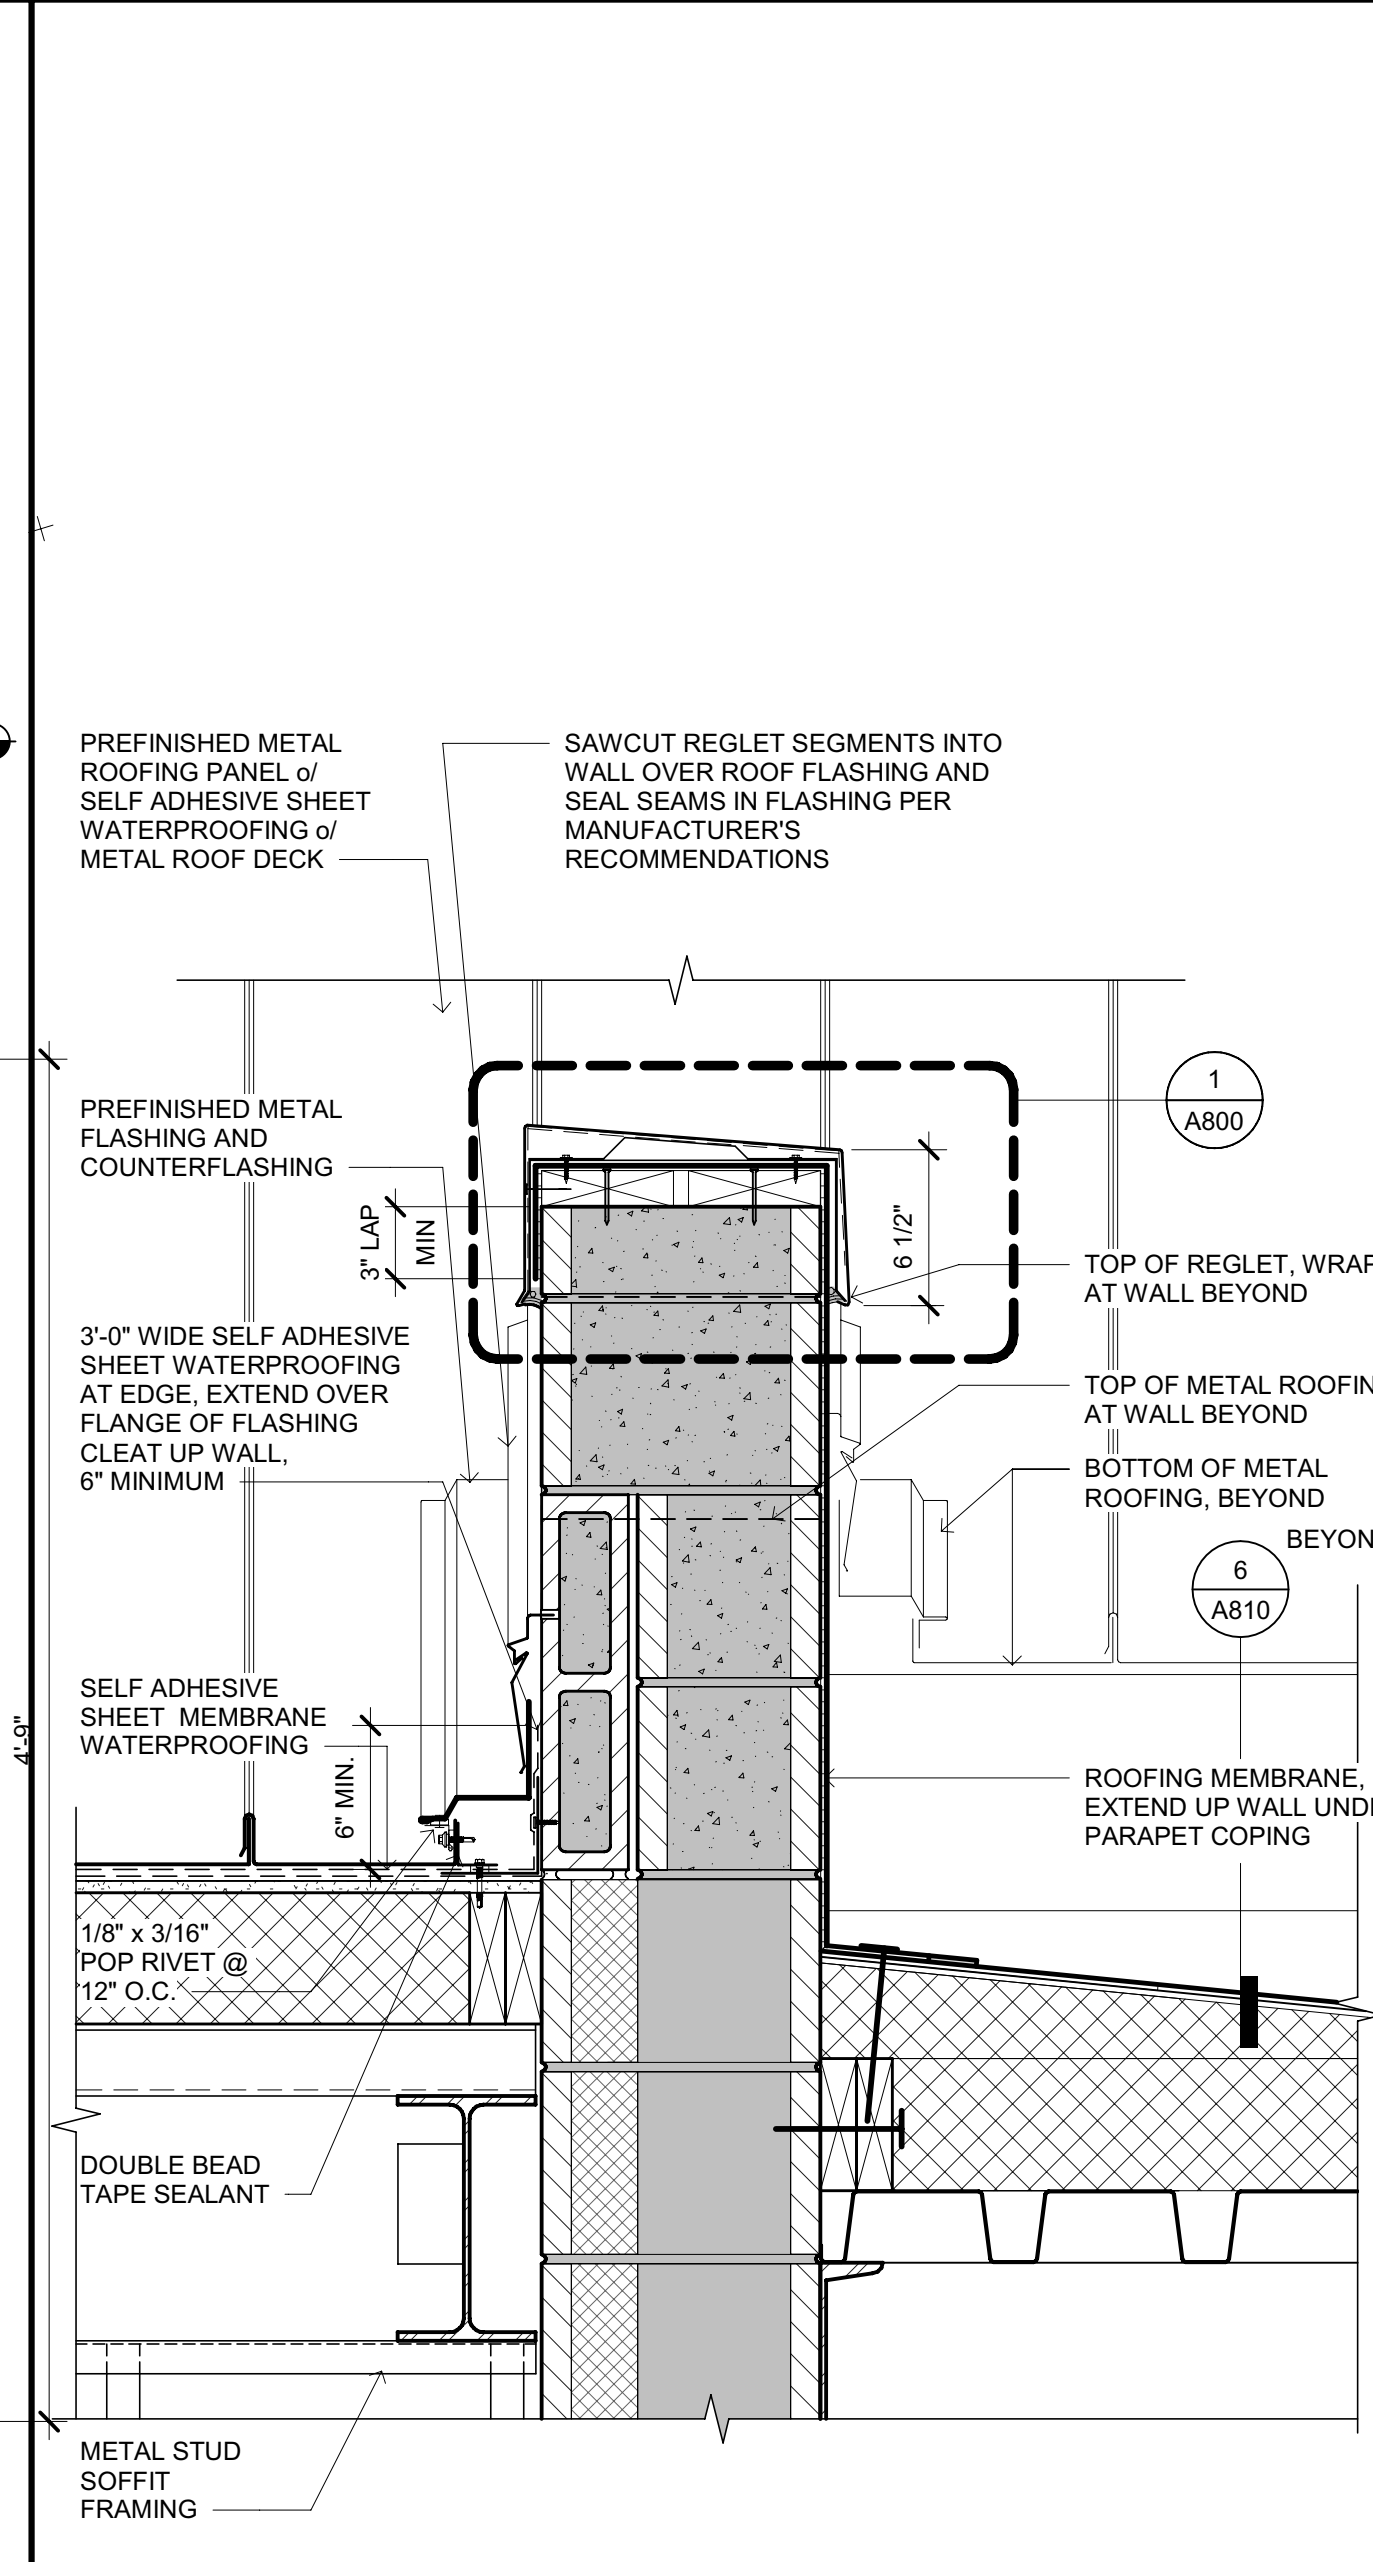 PREFINISHED METAL
ROOFING PANEL o/
SELF ADHESIVE SHEET
WATERPROOFING o/
METAL ROOF DECK
SAWCUT REGLET SEGMENTS INTO
WALL OVER ROOF FLASHING AND
SEAL SEAMS IN FLASHING PER
MANUFACTURER'S
RECOMMENDATIONS
1
A800
PREFINISHED METAL
FLASHING AND
COUNTERFLASHING
3" LAP
MIN
6 1/2"
TOP OF REGLET, WRAP
AT WALL BEYOND
3'-0" WIDE SELF ADHESIVE
SHEET WATERPROOFING
AT EDGE, EXTEND OVER
FLANGE OF FLASHING
CLEAT UP WALL,
6" MINIMUM
TOP OF METAL ROOFIN
AT WALL BEYOND
BOTTOM OF METAL
ROOFING, BEYOND
BEYON
6
A810
SELF ADHESIVE
SHEET  MEMBRANE
WATERPROOFING
4'-9"
6" MIN.
ROOFING MEMBRANE,
EXTEND UP WALL UND
PARAPET COPING
1/8" x 3/16"
POP RIVET @
12" O.C.
DOUBLE BEAD
TAPE SEALANT
METAL STUD
SOFFIT
FRAMING